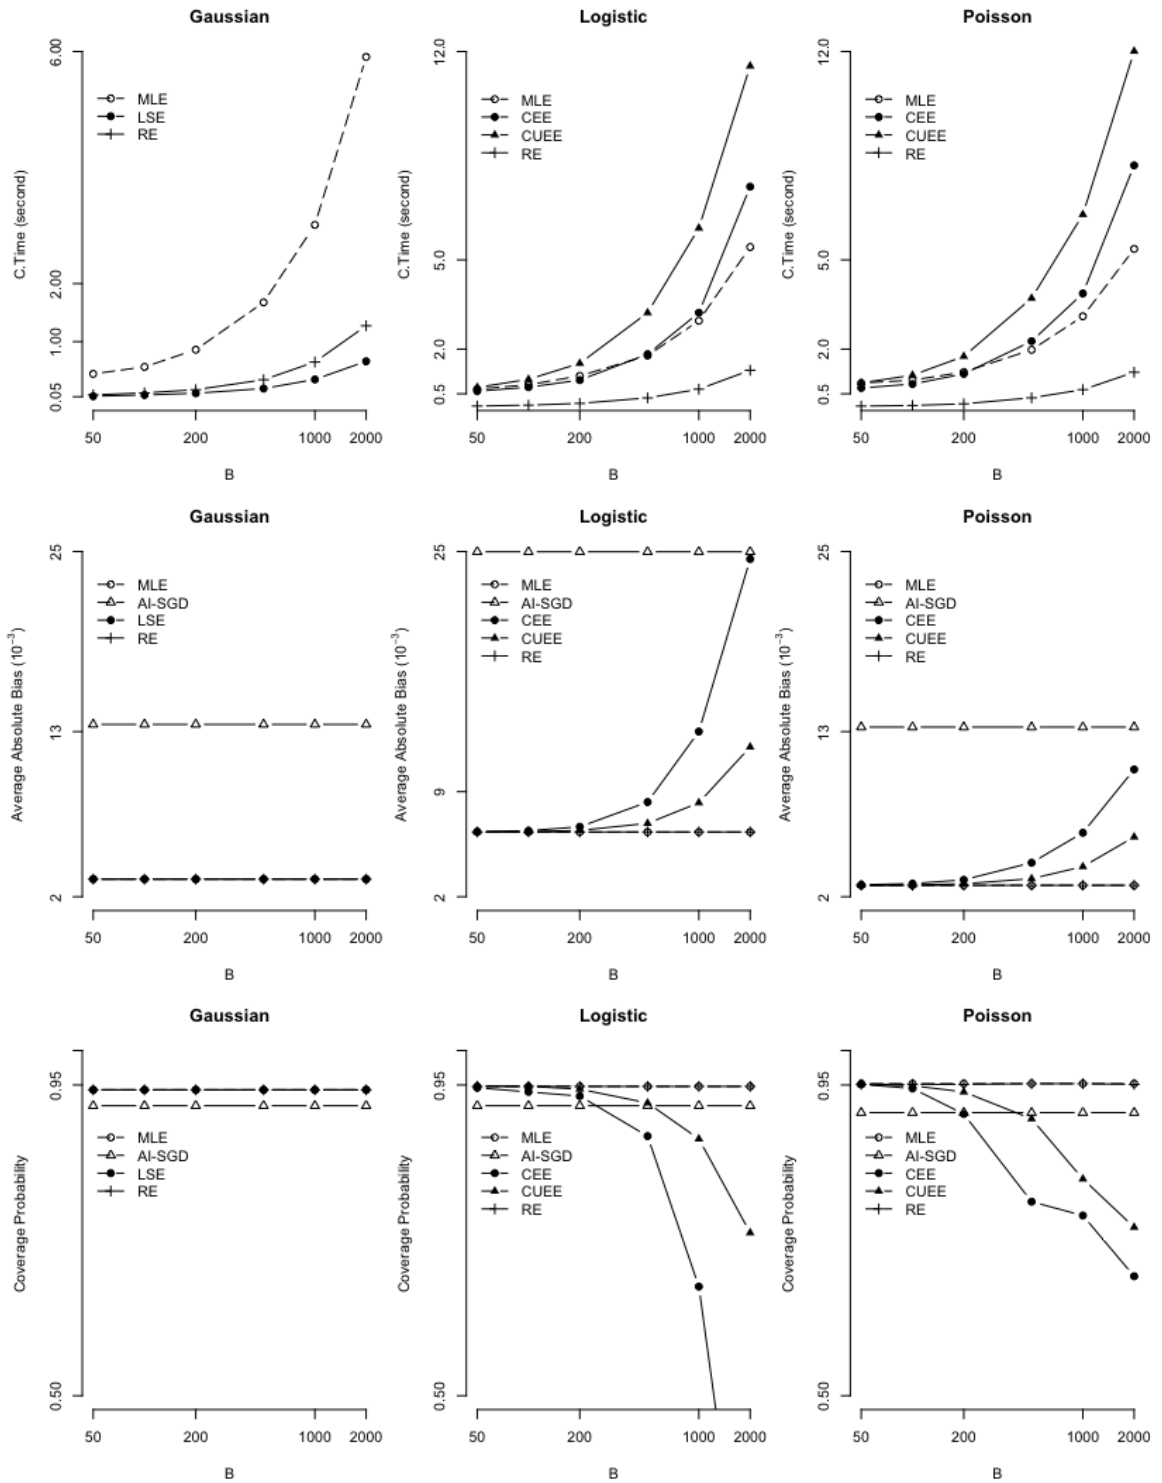 Gaussian
C.Time (second)
6.00
2.00
1.00
0.05
MLE
LSE
RE
50 200 1000 2000
B
Logistic
C.Time (second)
12.0
5.0
2.0
0.5
MLE
CEE
CUEE
RE
50 200 1000 2000
B
Poisson
C.Time (second)
12.0
5.0
2.0
0.5
MLE
CEE
CUEE
RE
50 200 1000 2000
B
Gaussian
Average Absolute Bias (10⁻³)
25
13
2
MLE
AI-SGD
LSE
RE
50 200 1000 2000
B
Logistic
Average Absolute Bias (10⁻³)
25
9
2
MLE
AI-SGD
CEE
CUEE
RE
50 200 1000 2000
B
Poisson
Average Absolute Bias (10⁻³)
25
13
2
MLE
AI-SGD
CEE
CUEE
RE
50 200 1000 2000
B
Gaussian
Coverage Probability
0.95
0.50
MLE
AI-SGD
LSE
RE
50 200 1000 2000
B
Logistic
Coverage Probability
0.95
0.50
MLE
AI-SGD
CEE
CUEE
RE
50 200 1000 2000
B
Poisson
Coverage Probability
0.95
0.50
MLE
AI-SGD
CEE
CUEE
RE
50 200 1000 2000
B